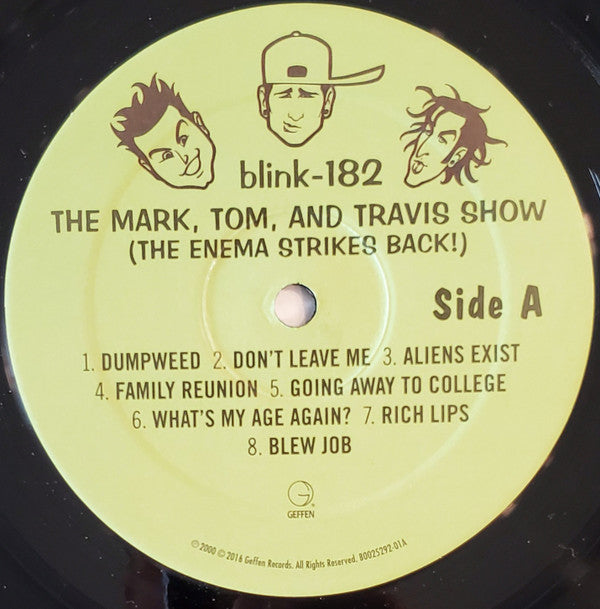 blink-182
THE MARK, TOM, AND TRAVIS SHOW
(THE ENEMA STRIKES BACK!)
Side A
1. DUMPWEED 2. DON'T LEAVE ME 3. ALIENS EXIST
4. FAMILY REUNION 5. GOING AWAY TO COLLEGE
6. WHAT'S MY AGE AGAIN? 7. RICH LIPS
8. BLEW JOB
G
GEFFEN
℗ 2000 © 2016 Geffen Records. All Rights Reserved. B0025292-01A